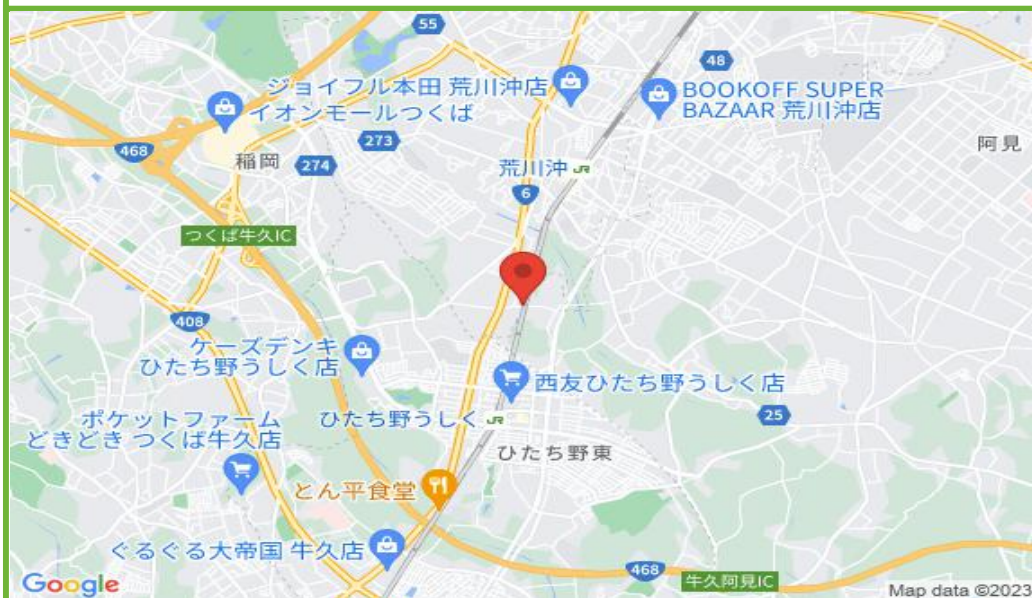 55
48
ジョイフル本田 荒川沖店
BOOKOFF SUPER
BAZAAR 荒川沖店
イオンモールつくば
273
阿見
468
稲岡
274
荒川沖 JR
6
つくば牛久IC
408
ケーズデンキ
ひたち野うしく店
西友ひたち野うしく店
ポケットファーム
どきどき つくば牛久店
ひたち野うしく JR
25
ひたち野東
とん平食堂
ぐるぐる大帝国 牛久店
468
牛久阿見IC
Google
Map data ©2023